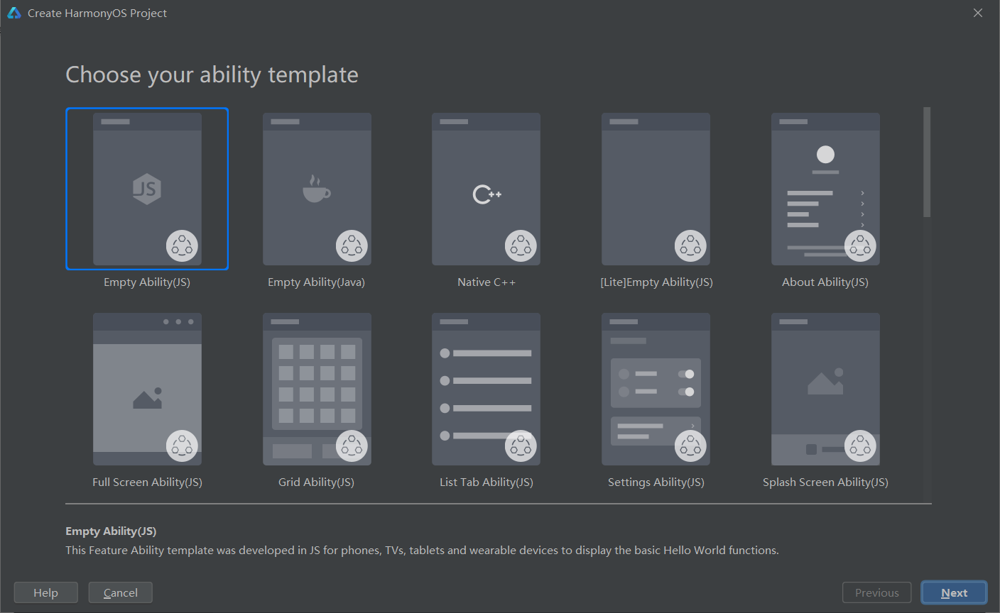 Create HarmonyOS Project
Choose your ability template
JS
C++
Empty Ability(JS)
Empty Ability(Java)
Native C++
[Lite]Empty Ability(JS)
About Ability(JS)
Full Screen Ability(JS)
Grid Ability(JS)
List Tab Ability(JS)
Settings Ability(JS)
Splash Screen Ability(JS)
Empty Ability(JS)
This Feature Ability template was developed in JS for phones, TVs, tablets and wearable devices to display the basic Hello World functions.
Help
Cancel
Previous
Next